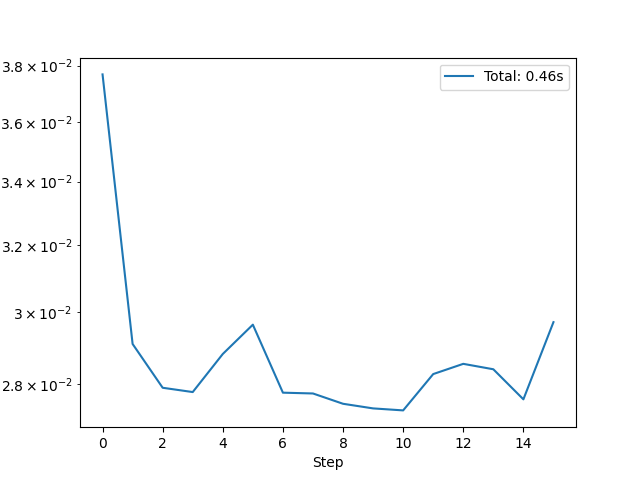 3.8 × 10⁻²
3.6 × 10⁻²
3.4 × 10⁻²
3.2 × 10⁻²
3 × 10⁻²
2.8 × 10⁻²
Total: 0.46s
0 2 4 6 8 10 12 14
Step